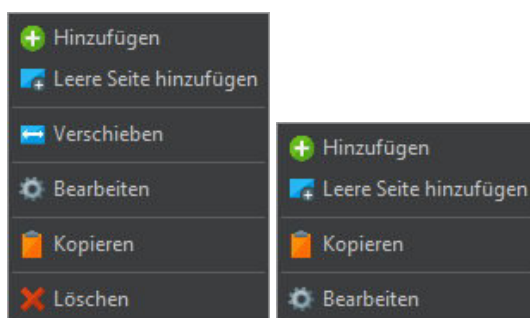 Hinzufügen
Leere Seite hinzufügen
Verschieben
Bearbeiten
Kopieren
Löschen
Hinzufügen
Leere Seite hinzufügen
Kopieren
Bearbeiten